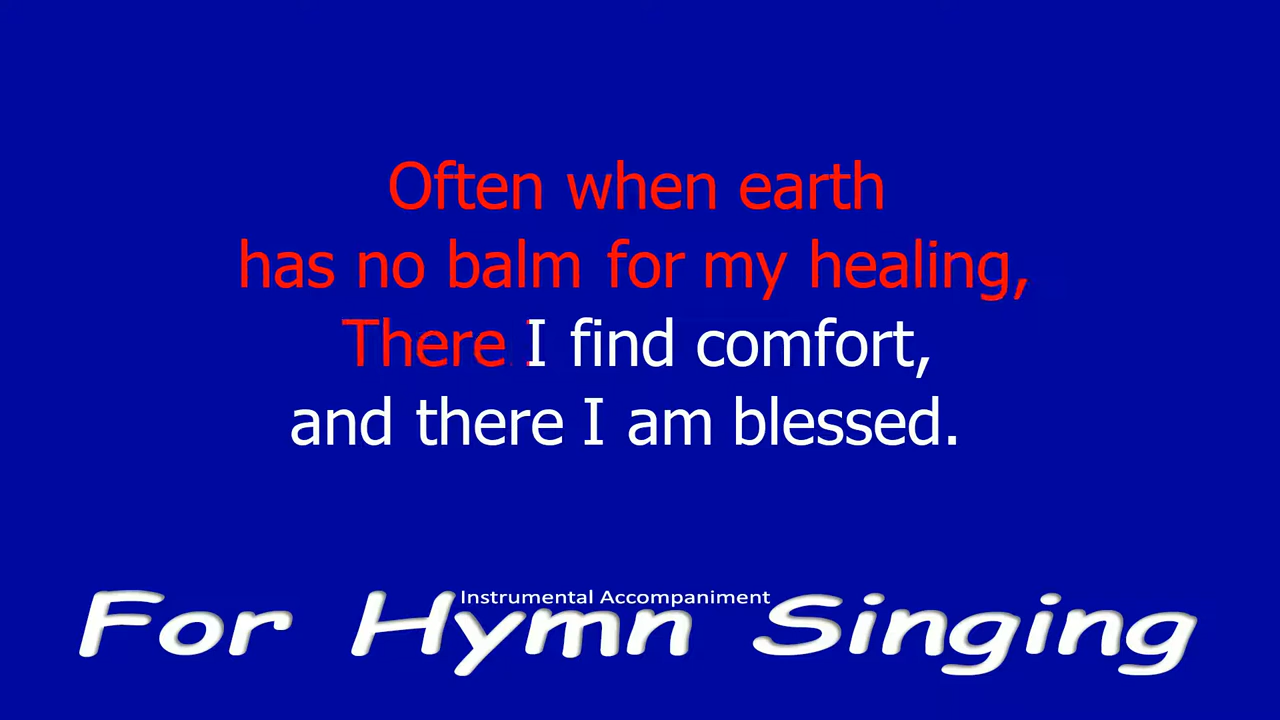 Often when earth
has no balm for my healing,
There I find comfort,
and there I am blessed.
Instrumental Accompaniment
For Hymn Singing